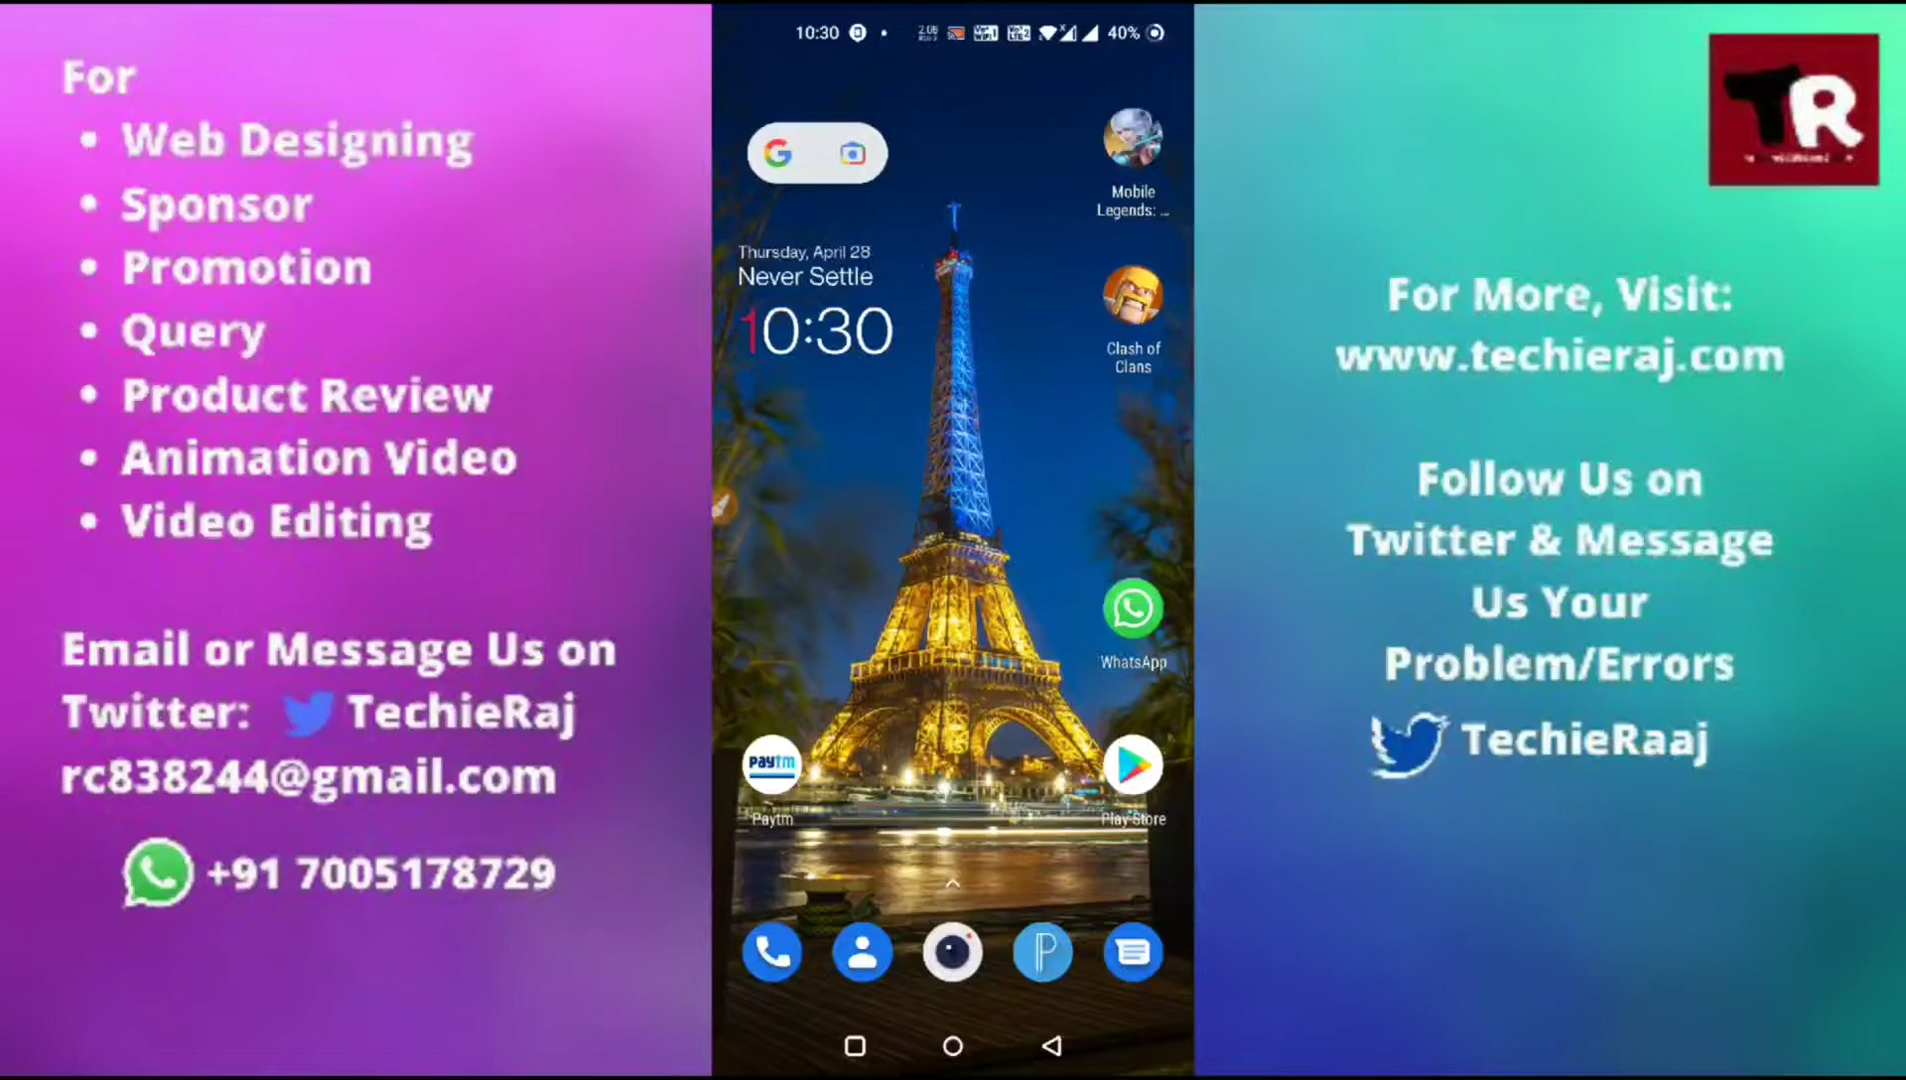 For
• Web Designing
• Sponsor
• Promotion
• Query
• Product Review
• Animation Video
• Video Editing
Email or Message Us on
Twitter: TechieRaj
rc838244@gmail.com
+91 7005178729
10:30
40%
G
Mobile
Legends: ...
Thursday, April 28
Never Settle
10:30
Clash of
Clans
WhatsApp
Paytm
Paytm
Play Store
TR
For More, Visit:
www.techieraj.com
Follow Us on
Twitter & Message
Us Your
Problem/Errors
TechieRaaj